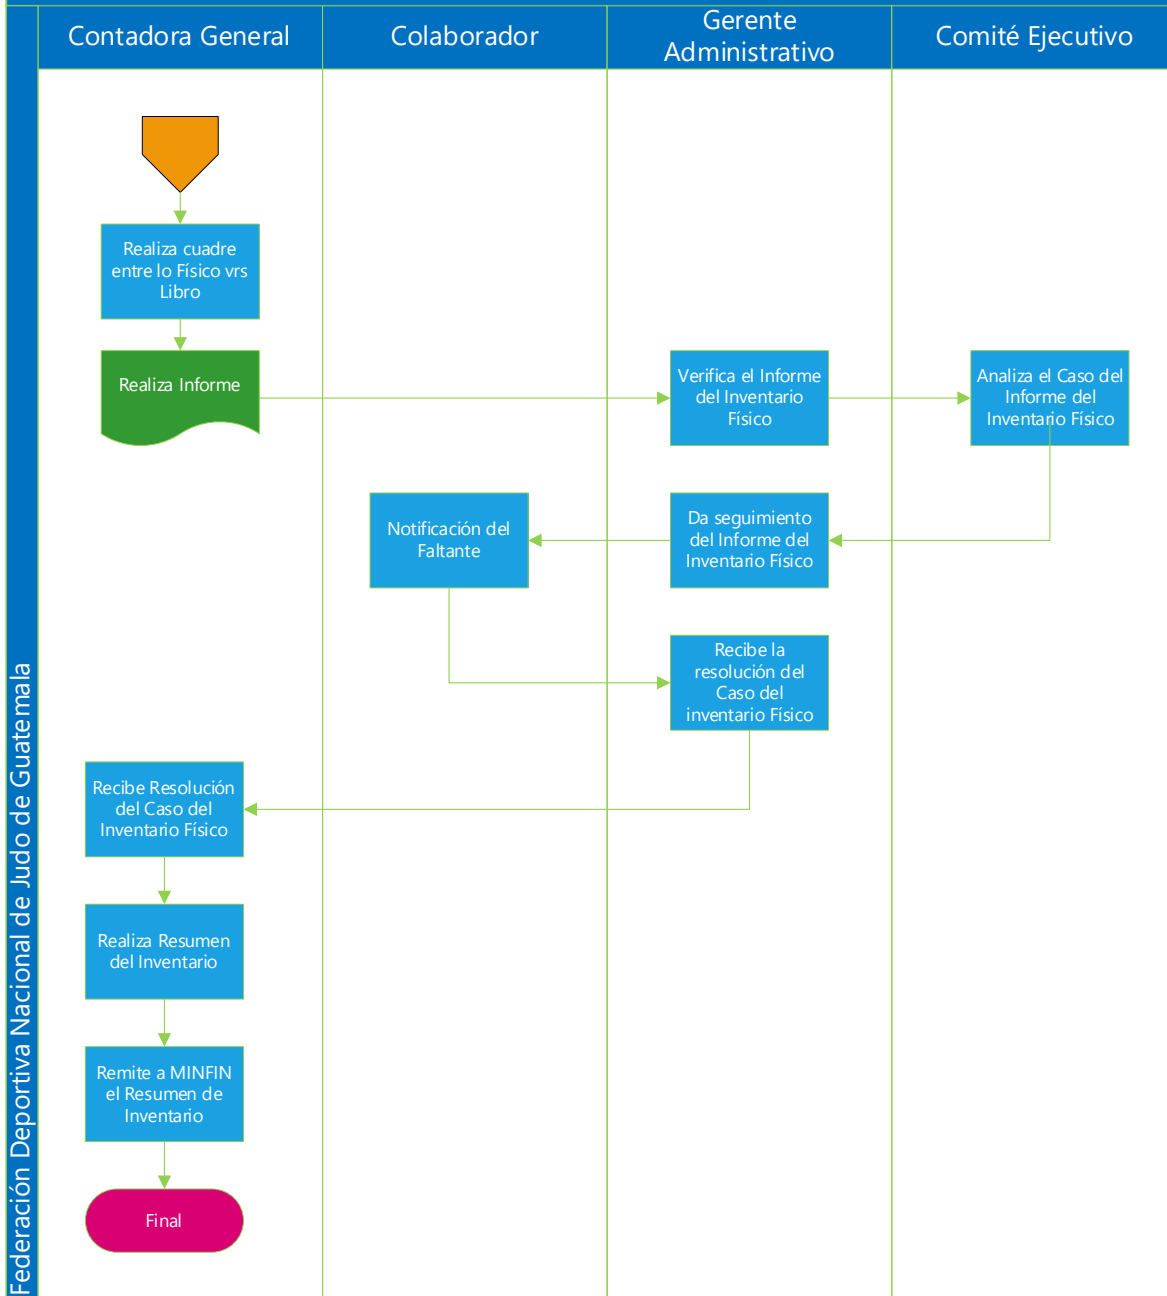 Contadora General
Colaborador
Gerente
Administrativo
Comité Ejecutivo
Federación Deportiva Nacional de Judo de Guatemala
Realiza cuadre
entre lo Físico vrs
Libro
Realiza Informe
Verifica el Informe
del Inventario
Físico
Analiza el Caso del
Informe del
Inventario Físico
Notificación del
Faltante
Da seguimiento
del Informe del
Inventario Físico
Recibe la
resolución del
Caso del
inventario Físico
Recibe Resolución
del Caso del
Inventario Físico
Realiza Resumen
del Inventario
Remite a MINFIN
el Resumen de
Inventario
Final